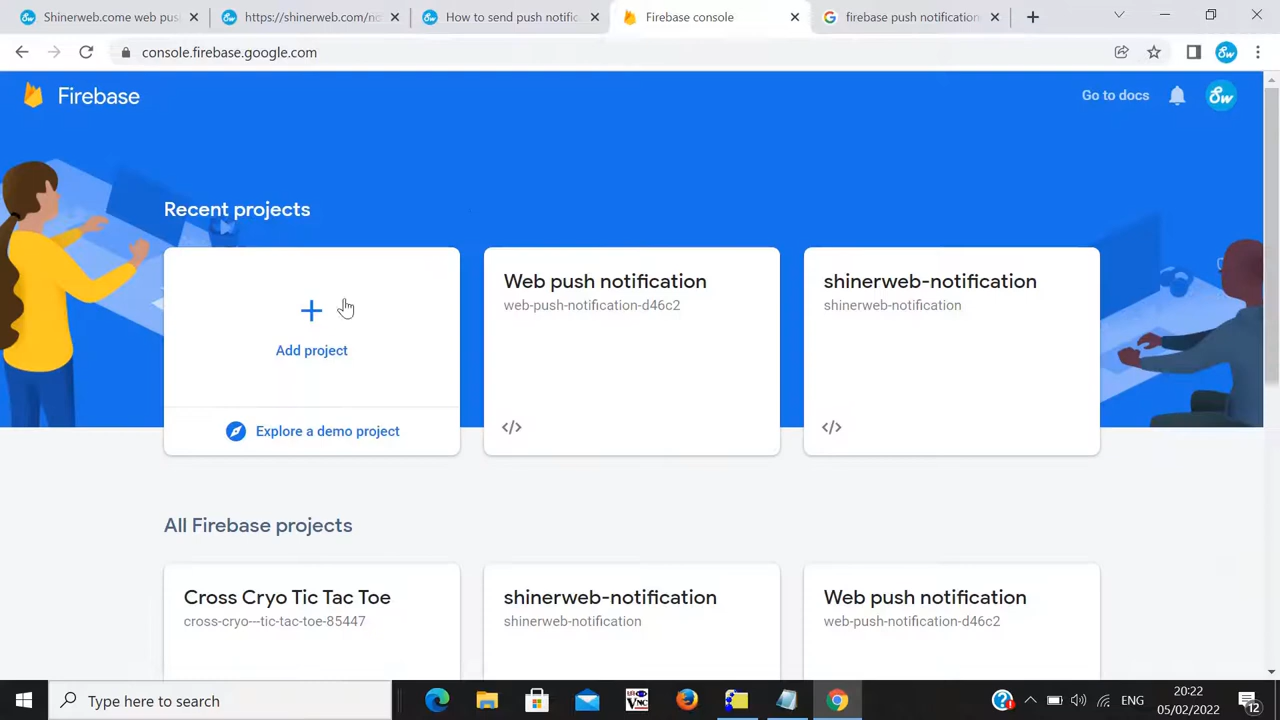 Shinerweb.come web pus
https://shinerweb.com/no
How to send push notific
Firebase console
firebase push notification
console.firebase.google.com
Firebase
Go to docs
Sw
Recent projects
Add project
Explore a demo project
Web push notification
web-push-notification-d46c2
</>
shinerweb-notification
shinerweb-notification
</>
All Firebase projects
Cross Cryo Tic Tac Toe
cross-cryo---tic-tac-toe-85447
shinerweb-notification
shinerweb-notification
Web push notification
web-push-notification-d46c2
Type here to search
ENG
20:22
05/02/2022
12